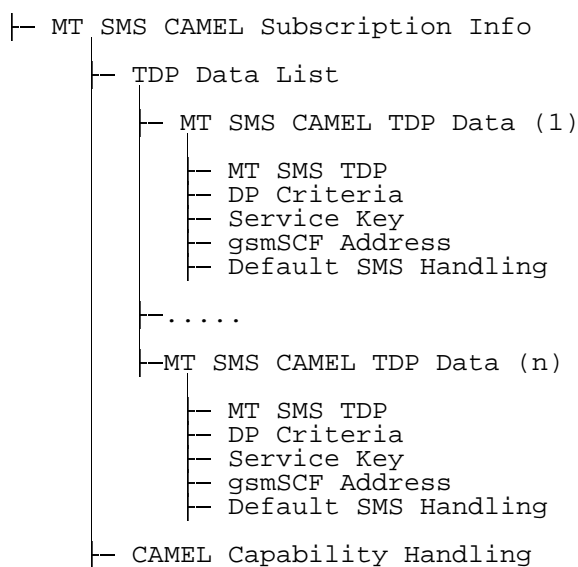 MT SMS CAMEL Subscription Info
TDP Data List
MT SMS CAMEL TDP Data (1)
MT SMS TDP
DP Criteria
Service Key
gsmSCF Address
Default SMS Handling
.....
MT SMS CAMEL TDP Data (n)
MT SMS TDP
DP Criteria
Service Key
gsmSCF Address
Default SMS Handling
CAMEL Capability Handling